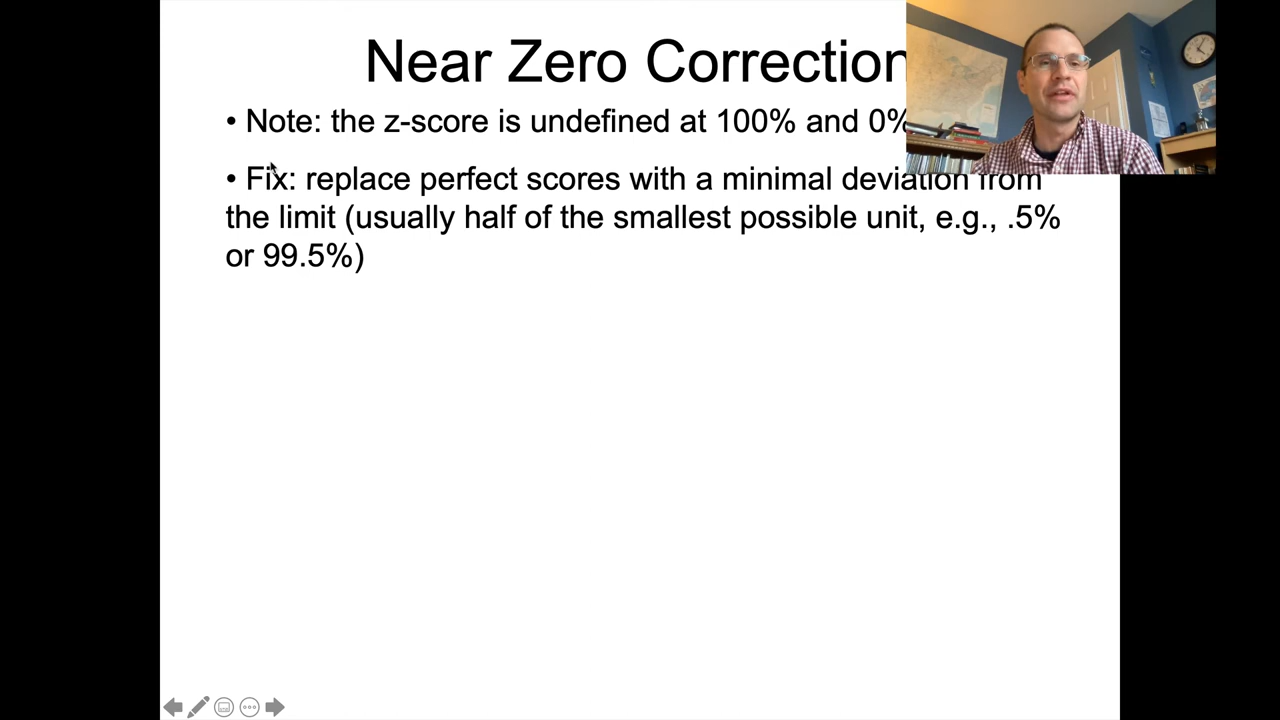 Near Zero Correction
• Note: the z-score is undefined at 100% and 0%
• Fix: replace perfect scores with a minimal deviation from
the limit (usually half of the smallest possible unit, e.g., .5%
or 99.5%)